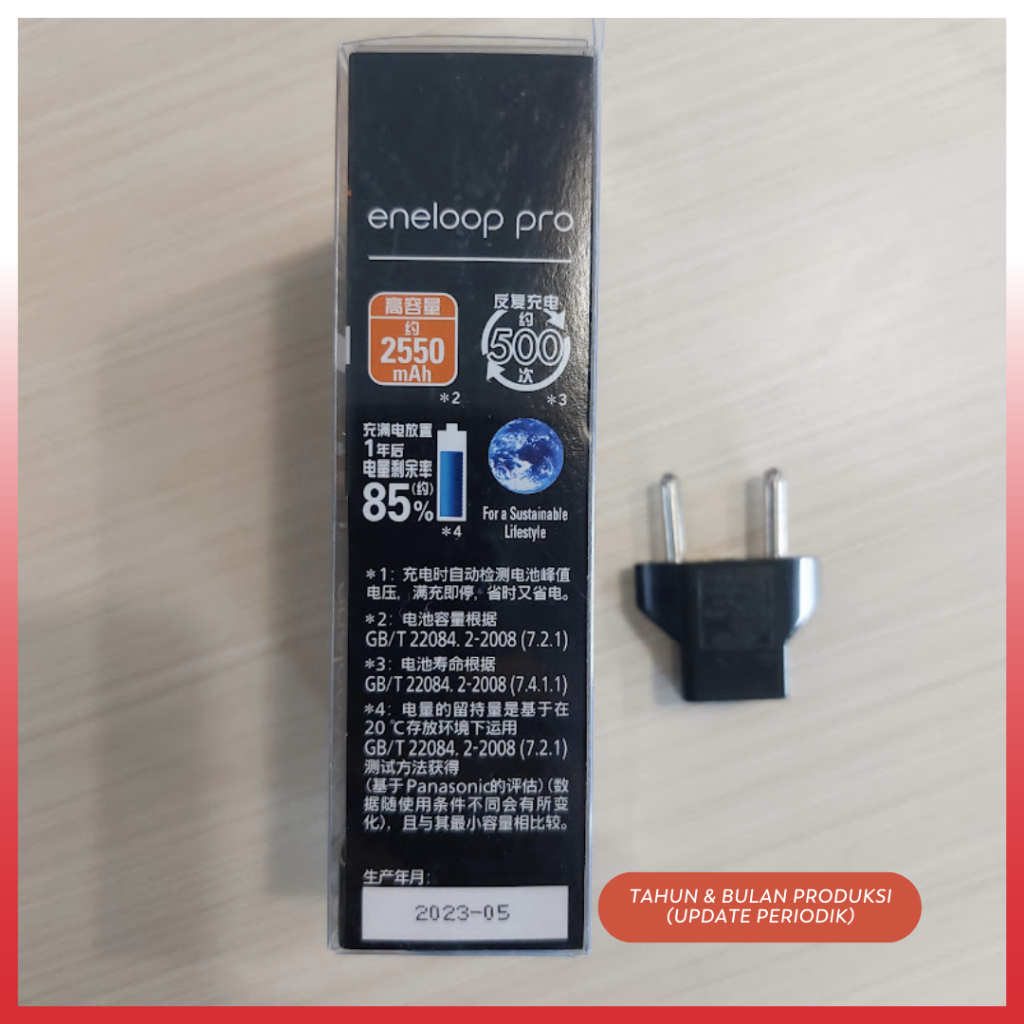 eneloop pro
高容量
约
2550
mAh
*2
反复充电
约
500
次
*3
充满电放置
1年后
电量剩余率
(约)
85%
*4
For a Sustainable
Lifestyle
*1：充电时自动检测电池峰值
电压，满充即停，省时又省电。
*2：电池容量根据
GB/T 22084. 2-2008 (7.2.1)
*3：电池寿命根据
GB/T 22084. 2-2008 (7.4.1.1)
*4：电量的留持量是基于在
20 ℃存放环境下运用
GB/T 22084. 2-2008 (7.2.1)
测试方法获得
(基于Panasonic的评估)(数
据随使用条件不同会有所变
化)，且与其最小容量相比较。
生产年月：
2023-05
TAHUN & BULAN PRODUKSI
(UPDATE PERIODIK)